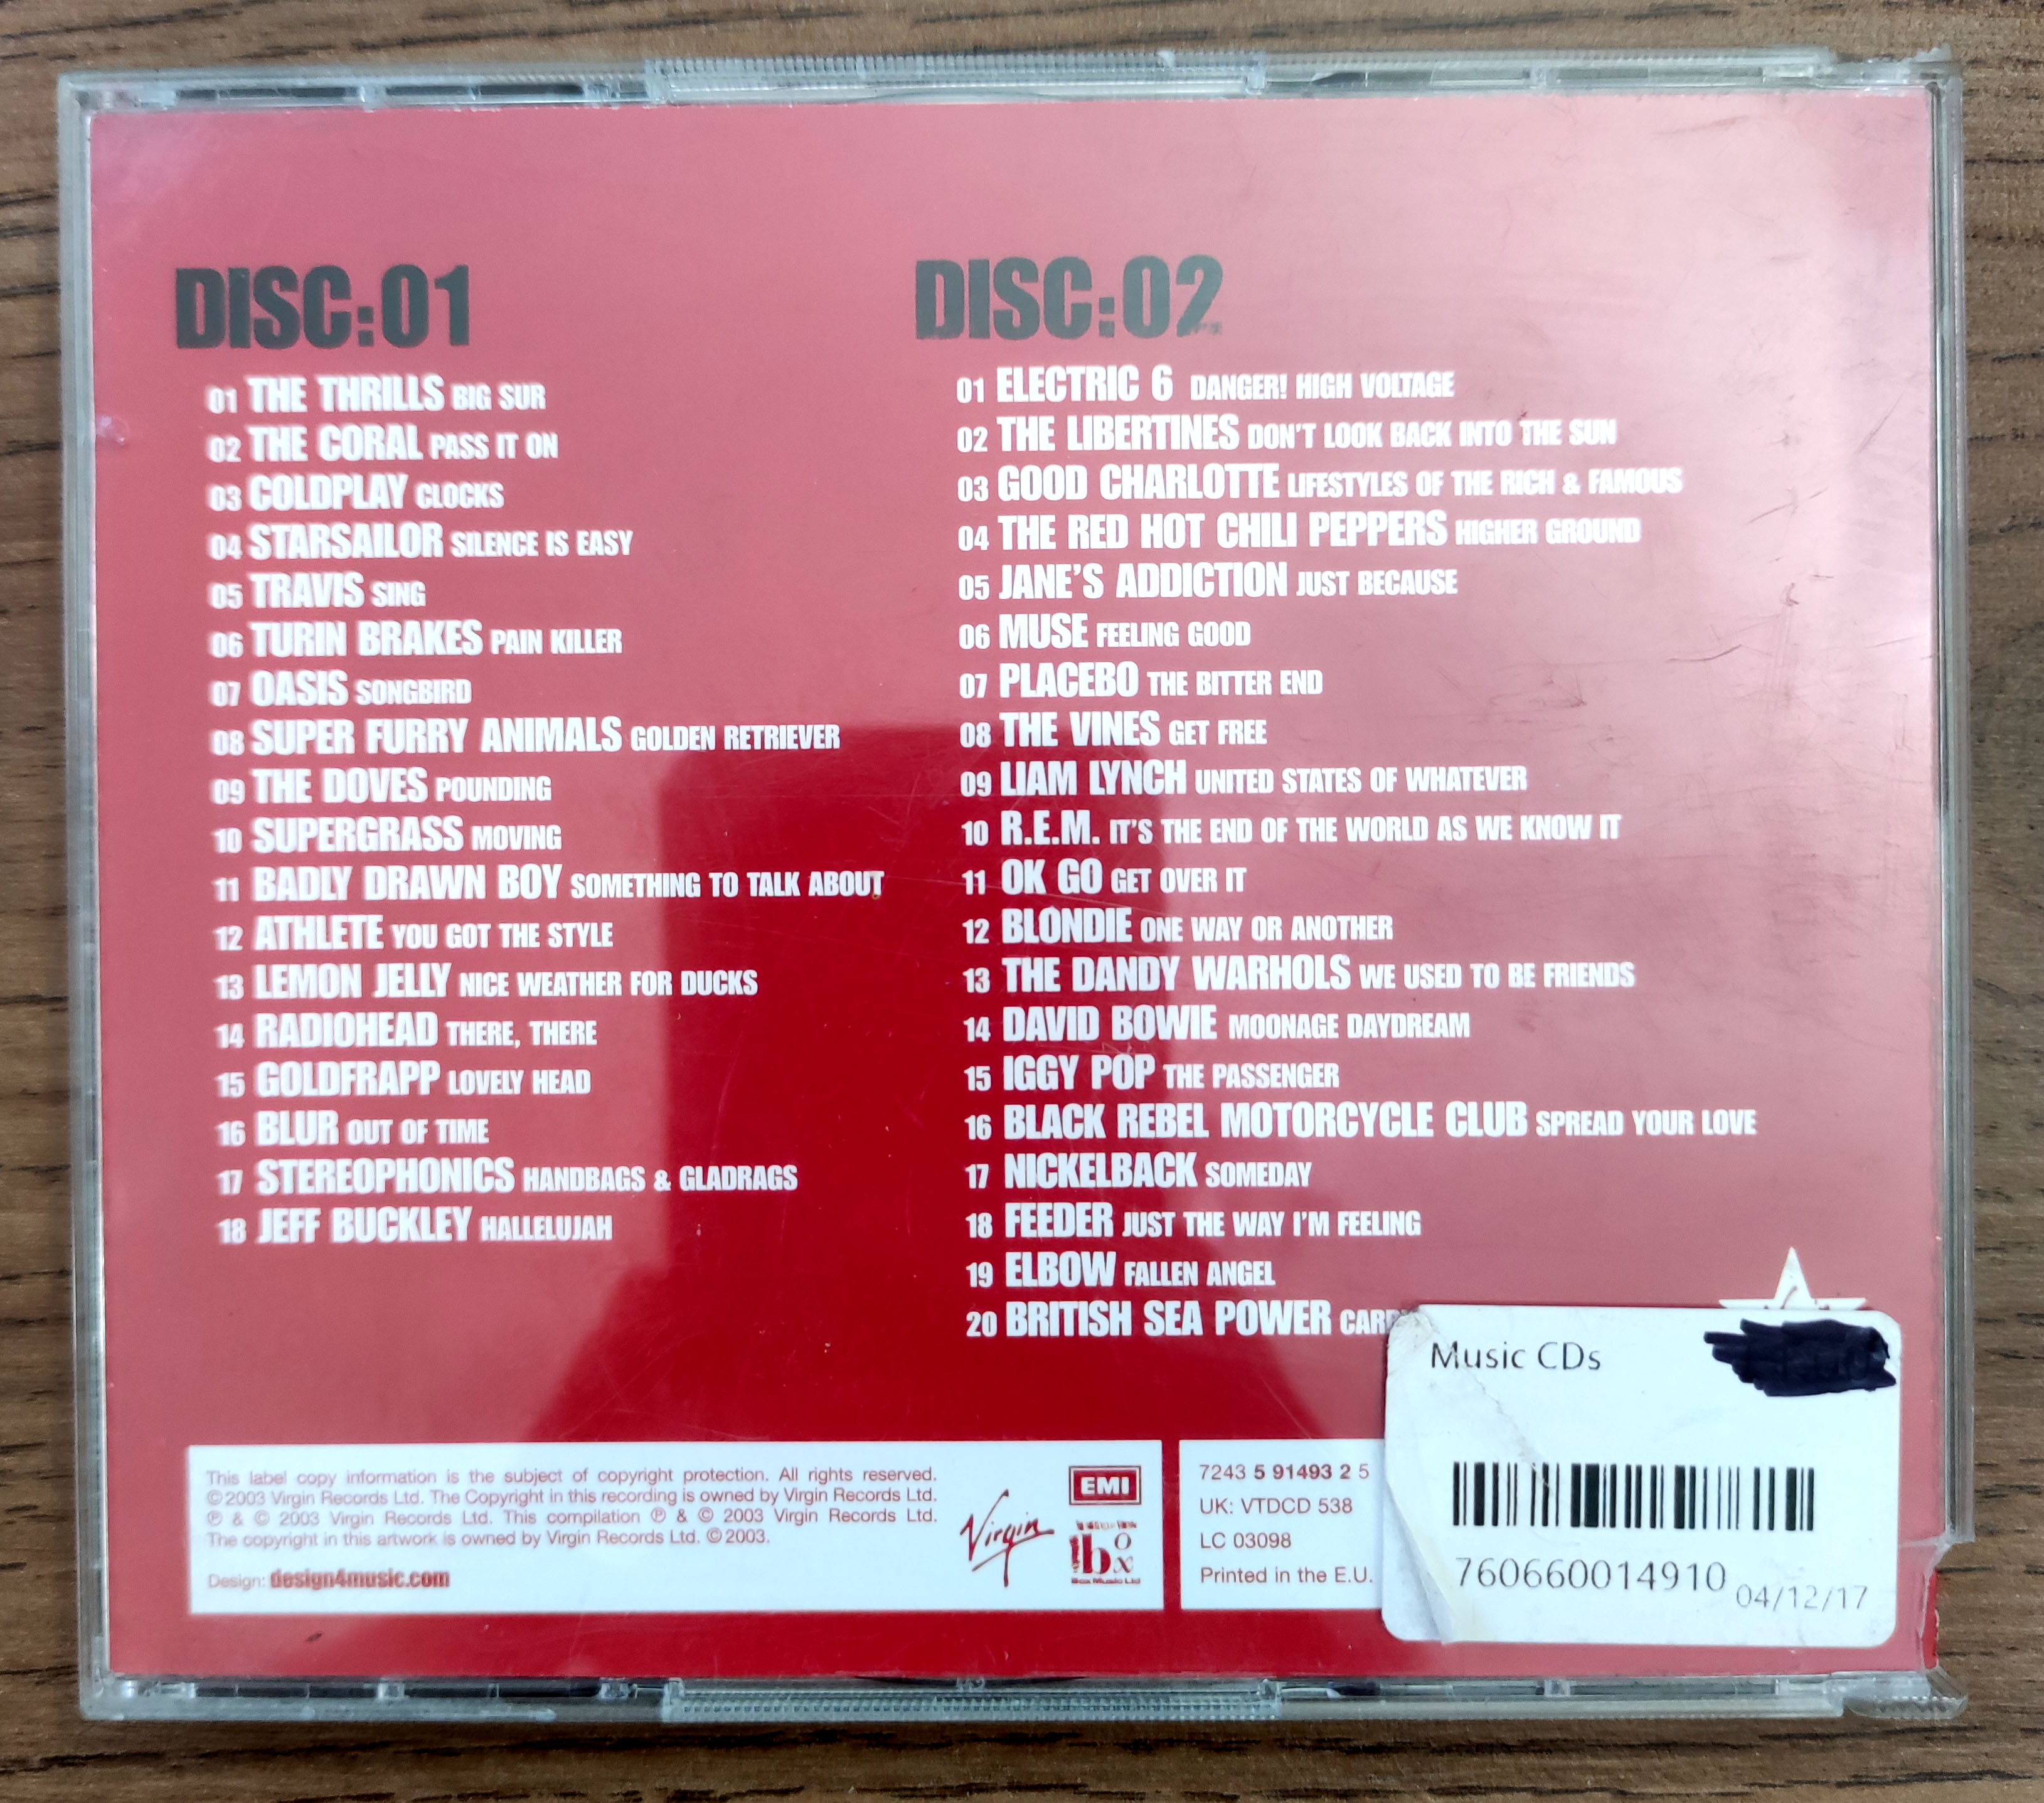 DISC:01
01 THE THRILLS BIG SUR
02 THE CORAL PASS IT ON
03 COLDPLAY CLOCKS
04 STARSAILOR SILENCE IS EASY
05 TRAVIS SING
06 TURIN BRAKES PAIN KILLER
07 OASIS SONGBIRD
08 SUPER FURRY ANIMALS GOLDEN RETRIEVER
09 THE DOVES POUNDING
10 SUPERGRASS MOVING
11 BADLY DRAWN BOY SOMETHING TO TALK ABOUT
12 ATHLETE YOU GOT THE STYLE
13 LEMON JELLY NICE WEATHER FOR DUCKS
14 RADIOHEAD THERE, THERE
15 GOLDFRAPP LOVELY HEAD
16 BLUR OUT OF TIME
17 STEREOPHONICS HANDBAGS & GLADRAGS
18 JEFF BUCKLEY HALLELUJAH
DISC:02
01 ELECTRIC 6 DANGER! HIGH VOLTAGE
02 THE LIBERTINES DON'T LOOK BACK INTO THE SUN
03 GOOD CHARLOTTE LIFESTYLES OF THE RICH & FAMOUS
04 THE RED HOT CHILI PEPPERS HIGHER GROUND
05 JANE'S ADDICTION JUST BECAUSE
06 MUSE FEELING GOOD
07 PLACEBO THE BITTER END
08 THE VINES GET FREE
09 LIAM LYNCH UNITED STATES OF WHATEVER
10 R.E.M. IT'S THE END OF THE WORLD AS WE KNOW IT
11 OK GO GET OVER IT
12 BLONDIE ONE WAY OR ANOTHER
13 THE DANDY WARHOLS WE USED TO BE FRIENDS
14 DAVID BOWIE MOONAGE DAYDREAM
15 IGGY POP THE PASSENGER
16 BLACK REBEL MOTORCYCLE CLUB SPREAD YOUR LOVE
17 NICKELBACK SOMEDAY
18 FEEDER JUST THE WAY I'M FEELING
19 ELBOW FALLEN ANGEL
20 BRITISH SEA POWER
This label copy information is the subject of copyright protection. All rights reserved.
© 2003 Virgin Records Ltd. The Copyright in this recording is owned by Virgin Records Ltd.
℗ & © 2003 Virgin Records Ltd. This compilation ℗ & © 2003 Virgin Records Ltd.
The copyright in this artwork is owned by Virgin Records Ltd. © 2003.
Design: design4music.com
Virgin
EMI
box
Box Music Ltd
7243 5 91493 2 5
UK: VTDCD 538
LC 03098
Printed in the E.U.
Music CDs
760660014910
04/12/17